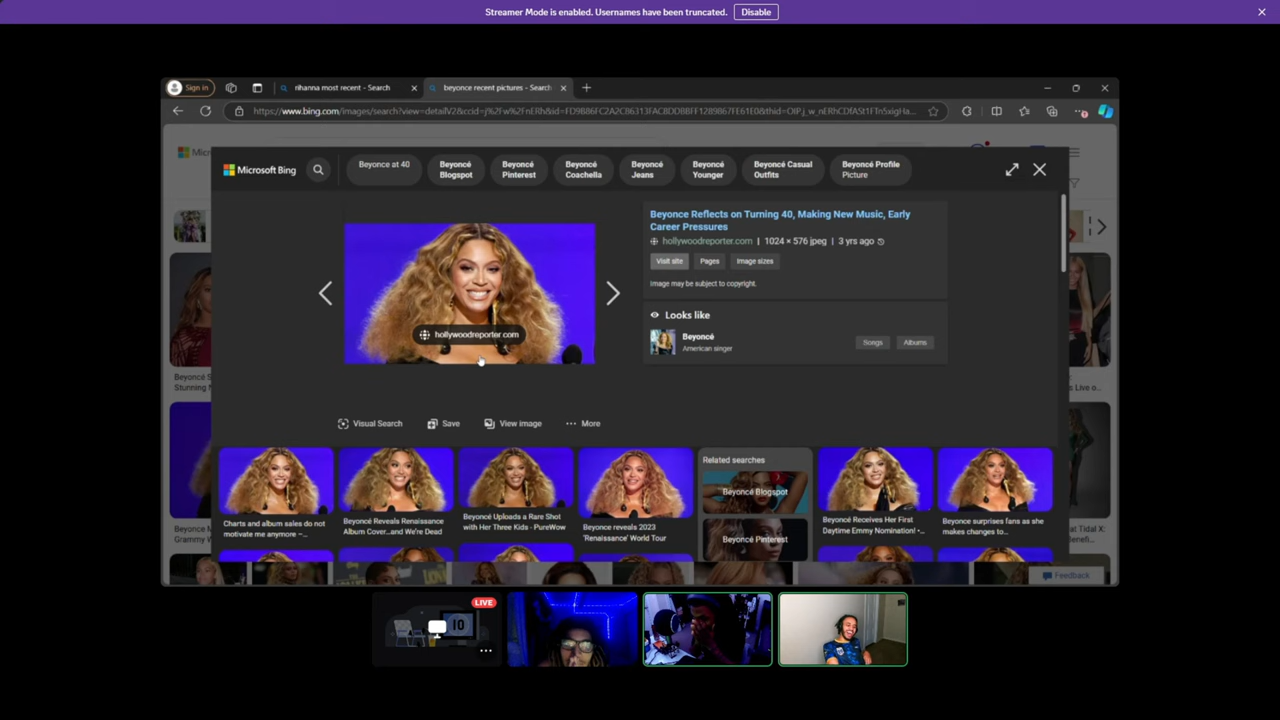 Streamer Mode is enabled. Usernames have been truncated. Disable
Sign in
rihanna most recent - Search
beyonce recent pictures - Search
Microsoft Bing
Beyonce at 40
Beyoncé Blogspot
Beyoncé Pinterest
Beyoncé Coachella
Beyoncé Jeans
Beyoncé Younger
Beyoncé Casual Outfits
Beyoncé Profile Picture
Beyonce Reflects on Turning 40, Making New Music, Early
Career Pressures
hollywoodreporter.com | 1024 × 576 jpeg | 3 yrs ago
Visit site
Pages
Image sizes
Image may be subject to copyright.
Looks like
Beyoncé
American singer
Songs
Albums
hollywoodreporter.com
Visual Search
Save
View image
More
Charts and album sales do not
motivate me anymore –...
Beyoncé Reveals Renaissance
Album Cover...and We're Dead
Beyoncé Uploads a Rare Shot
with Her Three Kids - PureWow
Beyonce reveals 2023
'Renaissance' World Tour
Related searches
Beyoncé Blogspot
Beyoncé Pinterest
Beyoncé Receives Her First
Daytime Emmy Nomination! •...
Beyonce surprises fans as she
makes changes to...
Feedback
LIVE
10